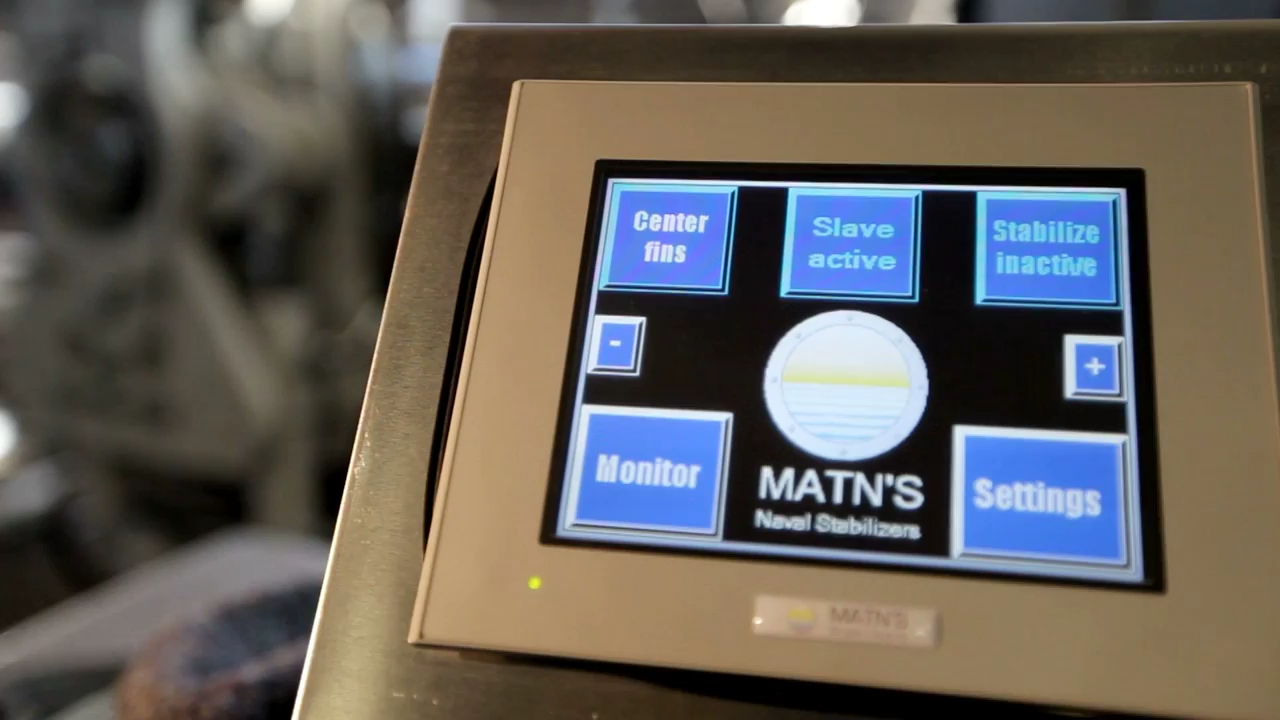 Center
fins
Slave
active
Stabilize
inactive
-
+
Monitor
Settings
MATN'S
Naval Stabilizers
MATN'S